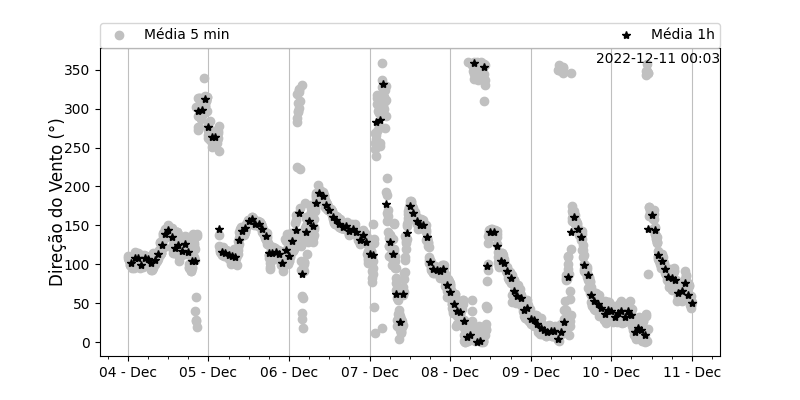 Média 5 min
Média 1h
2022-12-11 00:03
Direção do Vento (°)
350
300
250
200
150
100
50
0
04 - Dec
05 - Dec
06 - Dec
07 - Dec
08 - Dec
09 - Dec
10 - Dec
11 - Dec